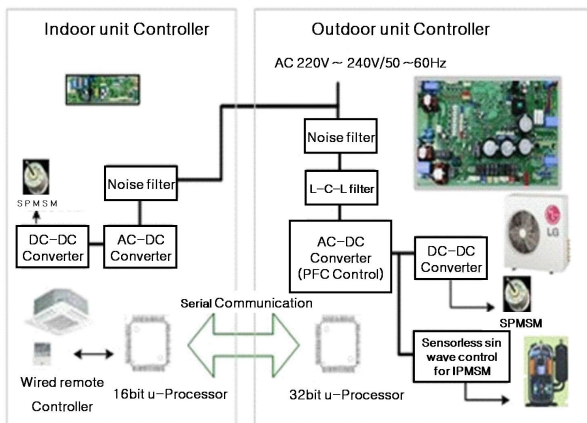 Indoor unit Controller
Noise filter
SPMSM
DC-DC
Converter
AC-DC
Converter
Wired remote
Controller
16bit u-Processor
Serial Communication
Outdoor unit Controller
AC 220V~ 240V/50 ~60Hz
Noise filter
L-C-L filter
AC-DC
Converter
(PFC Control)
DC-DC
Converter
LG
SPMSM
Sensorless sin
wave control
for IPMSM
32bit u-Processor